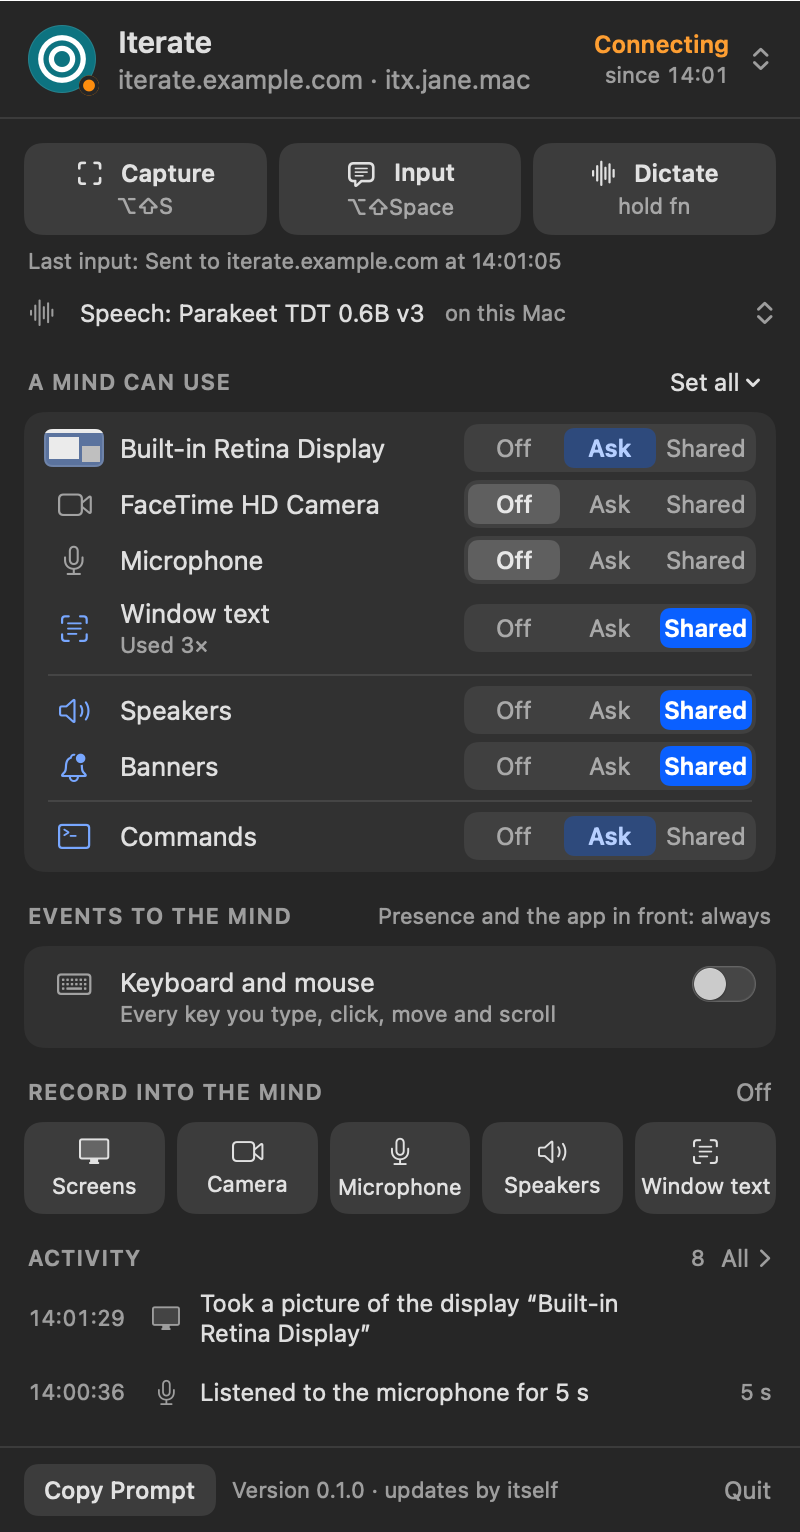 Iterate
iterate.example.com · itx.jane.mac
Connecting
since 14:01
Capture
⌥⇧S
Input
⌥⇧Space
Dictate
hold fn
Last input: Sent to iterate.example.com at 14:01:05
Speech: Parakeet TDT 0.6B v3 on this Mac
A MIND CAN USE
Set all
Built-in Retina Display Off Ask Shared
FaceTime HD Camera Off Ask Shared
Microphone Off Ask Shared
Window text Off Ask Shared
Used 3×
Speakers Off Ask Shared
Banners Off Ask Shared
Commands Off Ask Shared
EVENTS TO THE MIND Presence and the app in front: always
Keyboard and mouse
Every key you type, click, move and scroll
RECORD INTO THE MIND Off
Screens
Camera
Microphone
Speakers
Window text
ACTIVITY 8 All
14:01:29 Took a picture of the display “Built-in
Retina Display”
14:00:36 Listened to the microphone for 5 s 5 s
Copy Prompt Version 0.1.0 · updates by itself Quit